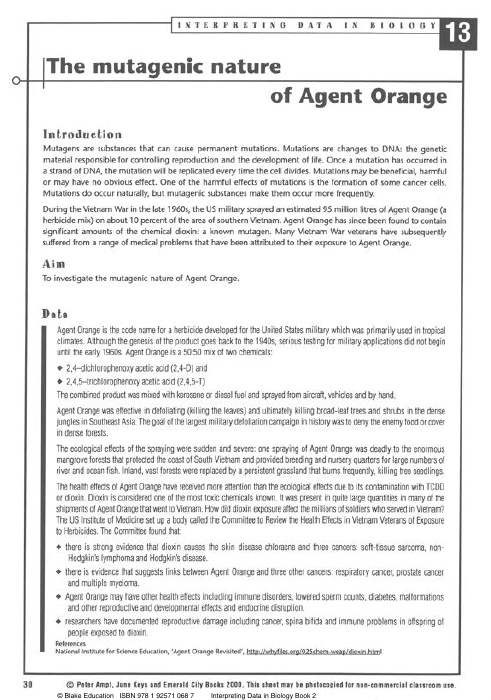 INTERPRETING DATA IN BIOLOGY
13
The mutagenic nature
of Agent Orange
Introduction
Mutagens are substances that can cause permanent mutations. Mutations are changes to DNA: the genetic
material responsible for controlling reproduction and the development of life. Once a mutation has occurred in
a strand of DNA, the mutation will be replicated every time the cell divides. Mutations may be beneficial, harmful
or may have no obvious effect. One of the harmful effects of mutations is the formation of some cancer cells.
Mutations do occur naturally, but mutagenic substances make them occur more frequently.
During the Vietnam War in the late 1960s, the US military sprayed an estimated 95 million litres of Agent Orange (a
herbicide mix) on about 10 percent of the area of southern Vietnam. Agent Orange has since been found to contain
significant amounts of the chemical dioxin: a known mutagen. Many Vietnam War veterans have subsequently
suffered from a range of medical problems that have been attributed to their exposure to Agent Orange.
Aim
To investigate the mutagenic nature of Agent Orange.
Data
Agent Orange is the code name for a herbicide developed for the United States military which was primarily used in tropical
climates. Although the genesis of the product goes back to the 1940s, serious testing for military applications did not begin
until the early 1960s. Agent Orange is a 50:50 mix of two chemicals:
◆ 2,4–dichlorophenoxy acetic acid (2,4-D) and
◆ 2,4,5–trichlorophenoxy acetic acid (2,4,5-T)
The combined product was mixed with kerosene or diesel fuel and sprayed from aircraft, vehicles and by hand.
Agent Orange was effective in defoliating (killing the leaves) and ultimately killing broad-leaf trees and shrubs in the dense
jungles in Southeast Asia. The goal of the largest military defoliation campaign in history was to deny the enemy food or cover
in dense forests.
The ecological effects of the spraying were sudden and severe: one spraying of Agent Orange was deadly to the enormous
mangrove forests that protected the coast of South Vietnam and provided breeding and nursery quarters for large numbers of
river and ocean fish. Inland, vast forests were replaced by a persistent grassland that burns frequently, killing tree seedlings.
The health effects of Agent Orange have received more attention than the ecological effects due to its contamination with TCDD
or dioxin. Dioxin is considered one of the most toxic chemicals known. It was present in quite large quantities in many of the
shipments of Agent Orange that went to Vietnam. How did dioxin exposure affect the millions of soldiers who served in Vietnam?
The US Institute of Medicine set up a body called the Committee to Review the Health Effects in Vietnam Veterans of Exposure
to Herbicides. The Committee found that:
◆ there is strong evidence that dioxin causes the skin disease chloracne and three cancers: soft-tissue sarcoma, non-
Hodgkin's lymphoma and Hodgkin's disease.
◆ there is evidence that suggests links between Agent Orange and three other cancers: respiratory cancer, prostate cancer
and multiple myeloma.
◆ Agent Orange may have other health effects including immune disorders, lowered sperm counts, diabetes, malformations
and other reproductive and developmental effects and endocrine disruption.
◆ researchers have documented reproductive damage including cancer, spina bifida and immune problems in offspring of
people exposed to dioxin.
References
National Institute for Science Education, "Agent Orange Revisited", http://whyfiles.org/025chem_weap/dioxin.html
38
© Peter Ampt, June Keys and Emerald City Books 2000. This sheet may be photocopied for non-commercial classroom use.
© Blake Education ISBN 978 1 92571 068 7 Interpreting Data in Biology Book 2